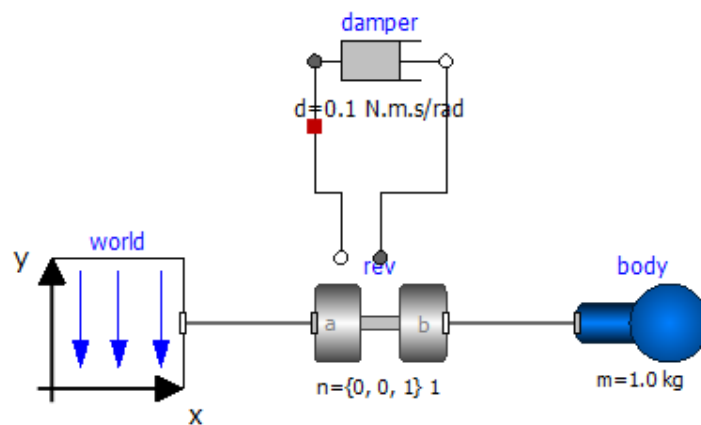 damper
d=0.1 N.m.s/rad
world
y
rev
body
a
b
n={0, 0, 1} 1
m=1.0 kg
x